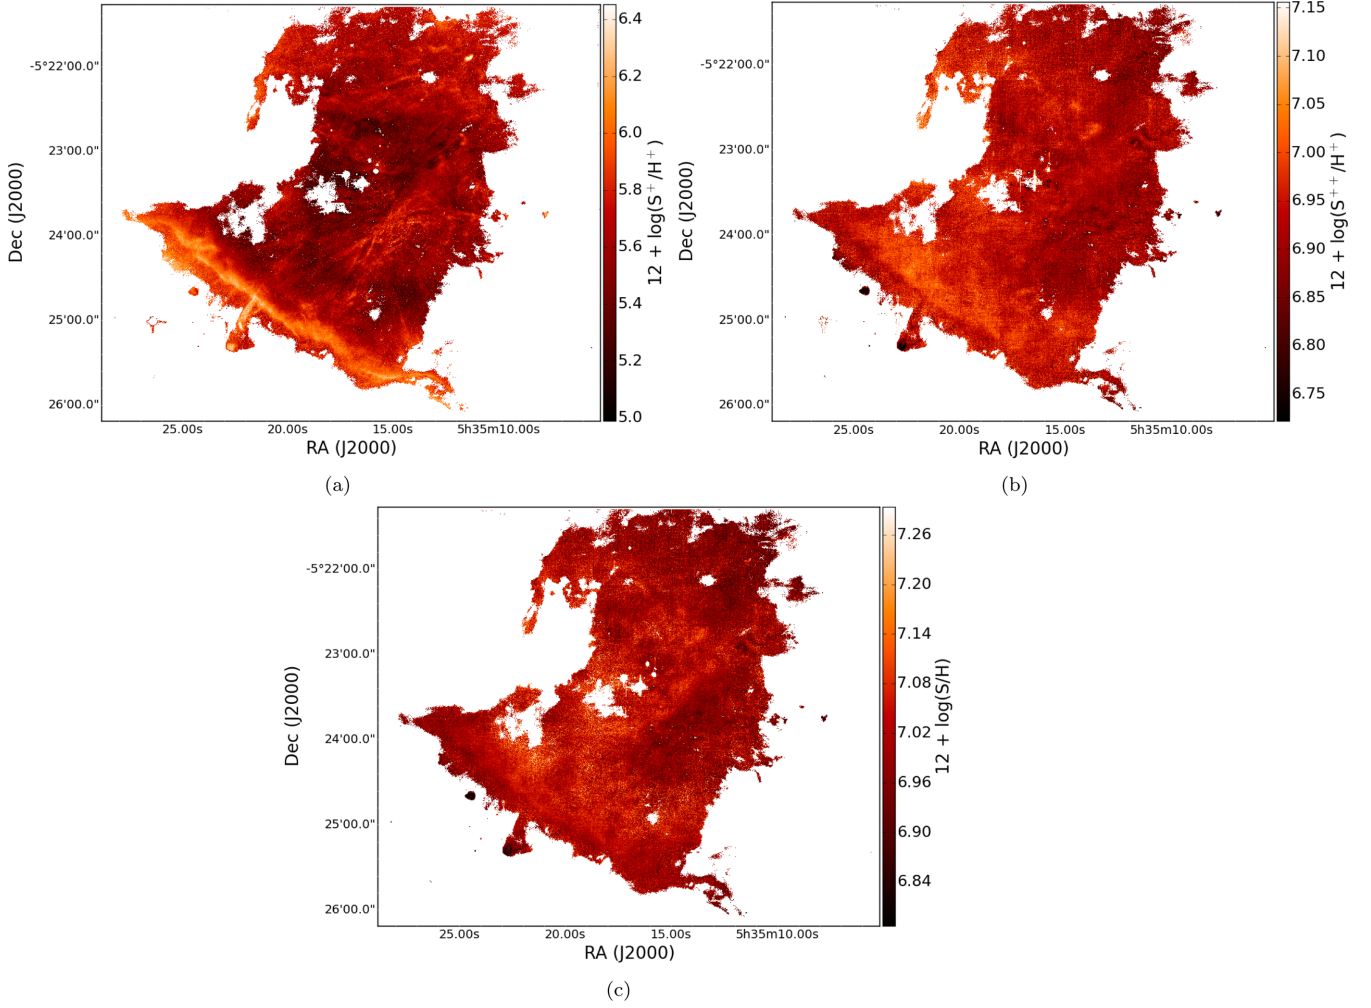 6.4
6.2
6.0
5.8
5.6
5.4
5.2
5.0
12 + log(S⁺/H⁺)
-5°22'00.0"
23'00.0"
24'00.0"
25'00.0"
26'00.0"
Dec (J2000)
25.00s 20.00s 15.00s 5h35m10.00s
RA (J2000)
(a)
7.15
7.10
7.05
7.00
6.95
6.90
6.85
6.80
6.75
12 + log(S⁺⁺/H⁺)
-5°22'00.0"
23'00.0"
24'00.0"
25'00.0"
26'00.0"
Dec (J2000)
25.00s 20.00s 15.00s 5h35m10.00s
RA (J2000)
(b)
7.26
7.20
7.14
7.08
7.02
6.96
6.90
6.84
12 + log(S/H)
-5°22'00.0"
23'00.0"
24'00.0"
25'00.0"
26'00.0"
Dec (J2000)
25.00s 20.00s 15.00s 5h35m10.00s
RA (J2000)
(c)